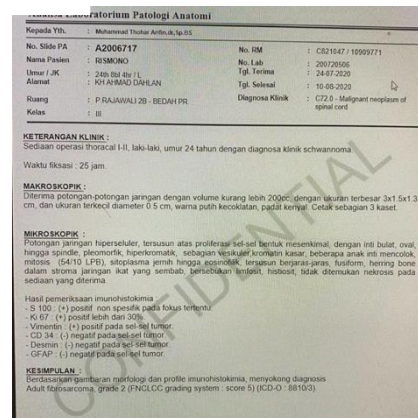 Analisa Laboratorium Patologi Anatomi
Kepada Yth. : Muhammad Thohar Arifin,dr,Sp.BS
No. Slide PA : A2006717
Nama Pasien : RISMONO
Umur / JK : 24th 8bl 4hr / L
Alamat : KH AHMAD DAHLAN
Ruang : P RAJAWALI 2B - BEDAH PR
Kelas : III
No. RM : C821047 / 10909771
No. Lab : 200720506
Tgl. Terima : 24-07-2020
Tgl. Selesai : 10-08-2020
Diagnosa Klinik : C72.0 - Malignant neoplasm of
spinal cord
KETERANGAN KLINIK :
Sediaan operasi thoracal I-II, laki-laki, umur 24 tahun dengan diagnosa klinik schwannoma
Waktu fiksasi : 25 jam.
MAKROSKOPIK :
Diterima potongan-potongan jaringan dengan volume kurang lebih 200cc, dengan ukuran terbesar 3x1.5x1.3
cm, dan ukuran terkecil diameter 0.5 cm, warna putih kecoklatan, padat kenyal. Cetak sebagian 3 kaset.
MIKROSKOPIK :
Potongan jaringan hiperseluler, tersusun atas proliferasi sel-sel bentuk mesenkimal, dengan inti bulat, oval,
hingga spindle, pleomorfik, hiperkromatik, sebagian vesikuler,kromatin kasar, beberapa anak inti mencolok,
mitosis (54/10 LPB), sitoplasma jernih hingga eosinofilik, tersusun berjaras-jaras, fusiform, herring bone
dalam stroma jaringan ikat yang sembab, bersebukan limfosit, histiosit, tidak ditemukan nekrosis pada
sediaan yang diterima.
Hasil pemeriksaan imunohistokimia :
- S 100 : (+) positif non spesifik pada fokus tertentu.
- Ki 67 : (+) positif lebih dari 30%.
- Vimentin : (+) positif pada sel-sel tumor.
- CD 34 : (-) negatif pada sel-sel tumor.
- Desmin : (-) negatif pada sel-sel tumor.
- GFAP : (-) negatif pada sel-sel tumor.
KESIMPULAN :
Berdasarkan gambaran morfologi dan profile imunohistokimia, menyokong diagnosis
Adult fibrosarcoma, grade 2 (FNCLCC grading system : score 5) (ICD-O : 8810/3).
CONFIDENTIAL